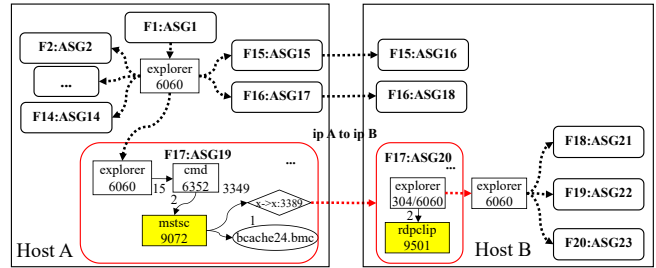 F1:ASG1
F2:ASG2
...
F14:ASG14
explorer
6060
F15:ASG15
F16:ASG17
F15:ASG16
F16:ASG18
ip A to ip B
F17:ASG19
...
explorer
6060
15
cmd
6352
2
3349
mstsc
9072
x->x:3389
1
bcache24.bmc
Host A
F17:ASG20
explorer
304/6060
2
rdpclip
9501
explorer
6060
F18:ASG21
F19:ASG22
F20:ASG23
Host B